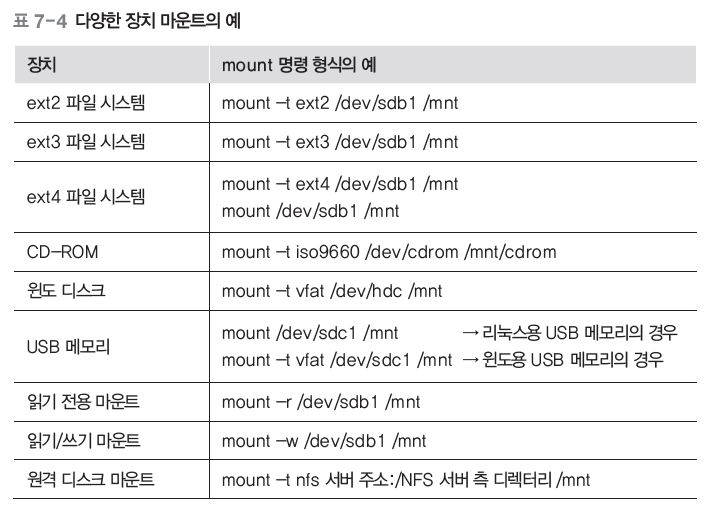 표 7-4 다양한 장치 마운트의 예
장치 mount 명령 형식의 예
ext2 파일 시스템 mount -t ext2 /dev/sdb1 /mnt
ext3 파일 시스템 mount -t ext3 /dev/sdb1 /mnt
ext4 파일 시스템 mount -t ext4 /dev/sdb1 /mnt
mount /dev/sdb1 /mnt
CD-ROM mount -t iso9660 /dev/cdrom /mnt/cdrom
윈도 디스크 mount -t vfat /dev/hdc /mnt
USB 메모리 mount /dev/sdc1 /mnt → 리눅스용 USB 메모리의 경우
mount -t vfat /dev/sdc1 /mnt → 윈도용 USB 메모리의 경우
읽기 전용 마운트 mount -r /dev/sdb1 /mnt
읽기/쓰기 마운트 mount -w /dev/sdb1 /mnt
원격 디스크 마운트 mount -t nfs 서버 주소:/NFS 서버 측 디렉터리 /mnt